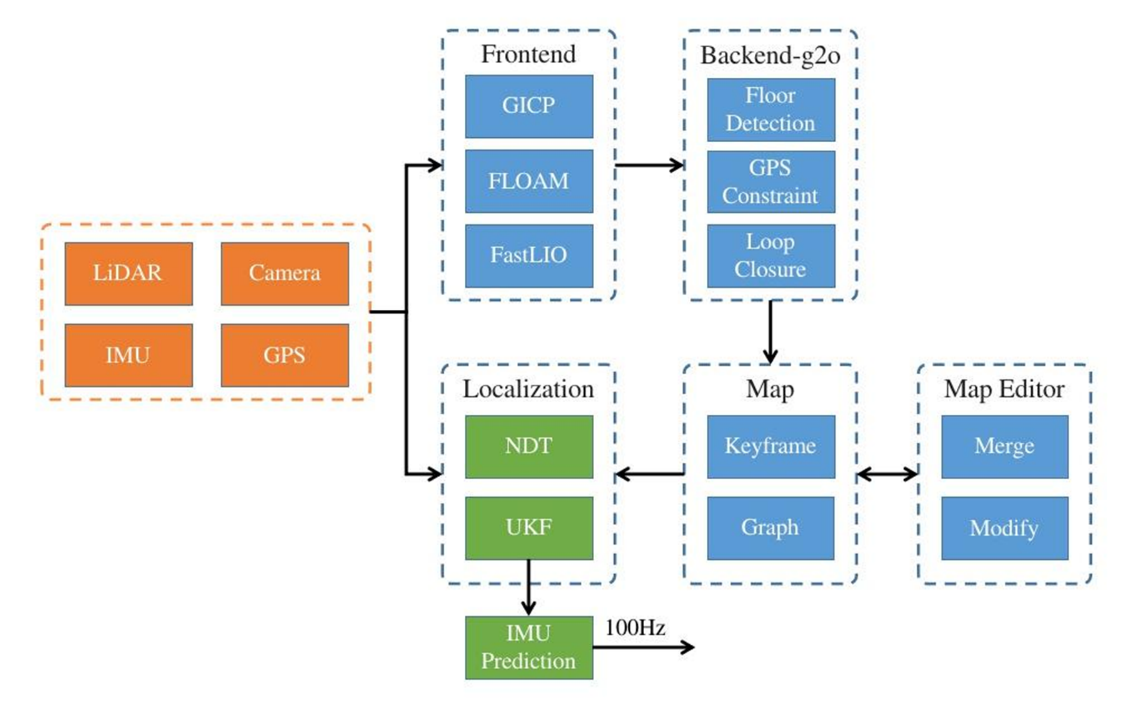 Frontend
GICP
FLOAM
FastLIO
Backend-g2o
Floor
Detection
GPS
Constraint
Loop
Closure
LiDAR
Camera
IMU
GPS
Localization
NDT
UKF
Map
Keyframe
Graph
Map Editor
Merge
Modify
IMU
Prediction
100Hz